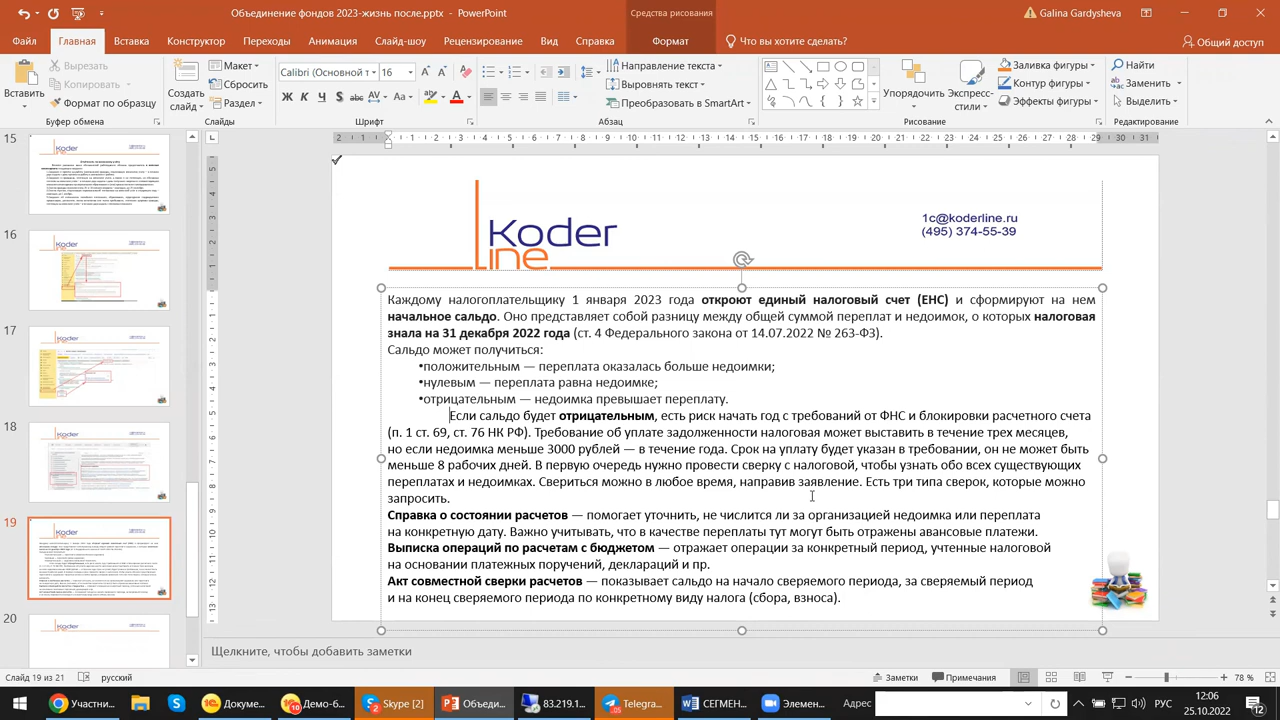 Объединение фондов 2023-жизнь по-новому - PowerPoint
Средства рисования
Galina Gardysheva
Файл Главная Вставка Конструктор Переходы Анимация Слайд-шоу Рецензирование Вид Справка Формат Что вы хотите сделать? Общий доступ
Вставить
Вырезать
Копировать
Формат по образцу
Буфер обмена
Создать слайд
Макет
Сбросить
Раздел
Слайды
Calibri (Основной т 16
Шрифт
Направление текста
Выровнять текст
Преобразовать в SmartArt
Абзац
Упорядочить
Экспресс-стили
Заливка фигуры
Контур фигуры
Эффекты фигуры
Рисование
Найти
Заменить
Выделить
Редактирование
15
16
17
18
19
20
Koder
Line
1c@koderline.ru
(495) 374-55-39
Каждому налогоплательщику 1 января 2023 года откроют единый налоговый счет (ЕНС) и сформируют на нем
начальное сальдо. Оно представляет собой разницу между общей суммой переплат и недоимок, о которых налоговая
знала на 31 декабря 2022 года (ст. 4 Федерального закона от 14.07.2022 № 263-ФЗ).
Сальдо может получиться:
•положительным — переплата оказалась больше недоимки;
•нулевым — переплата равна недоимке;
•отрицательным — недоимка превышает переплату.
Если сальдо будет отрицательным, есть риск начать год с требований от ФНС и блокировки расчетного счета
(п. 1 ст. 69, ст. 76 НК РФ). Требование об уплате задолженности налоговая может выставить в течение трех месяцев,
но если недоимка меньше 3000 рублей — в течение года. Срок на уплату будет указан в требовании, он не может быть
меньше 8 рабочих дней. В первую очередь нужно провести сверку с налоговой, чтобы узнать обо всех существующих
переплатах и недоимках. Свериться можно в любое время, направив заявление. Есть три типа сверок, которые можно
запросить.
Справка о состоянии расчетов — помогает уточнить, не числится ли за организацией недоимка или переплата
на конкретную дату. Важно учитывать, что в качестве переплаты тут могут быть отражены авансовые платежи.
Выписка операций по расчетам с бюджетом — отражает операции за конкретный период, учтенные налоговой
на основании платежных поручений, деклараций и пр.
Акт совместной сверки расчетов — показывает сальдо на начало сверяемого периода, за сверяемый период
и на конец сверяемого периода по конкретному виду налога (сбора, взноса).
Щелкните, чтобы добавить заметки
Слайд 19 из 21 русский Заметки Примечания 78 %
Участни... Докуме... Демо-б... Skype [2] Объеди... 83.219.1... Telegra... СЕГМЕН... Элемен... Адрес РУС 12:06
25.10.2022